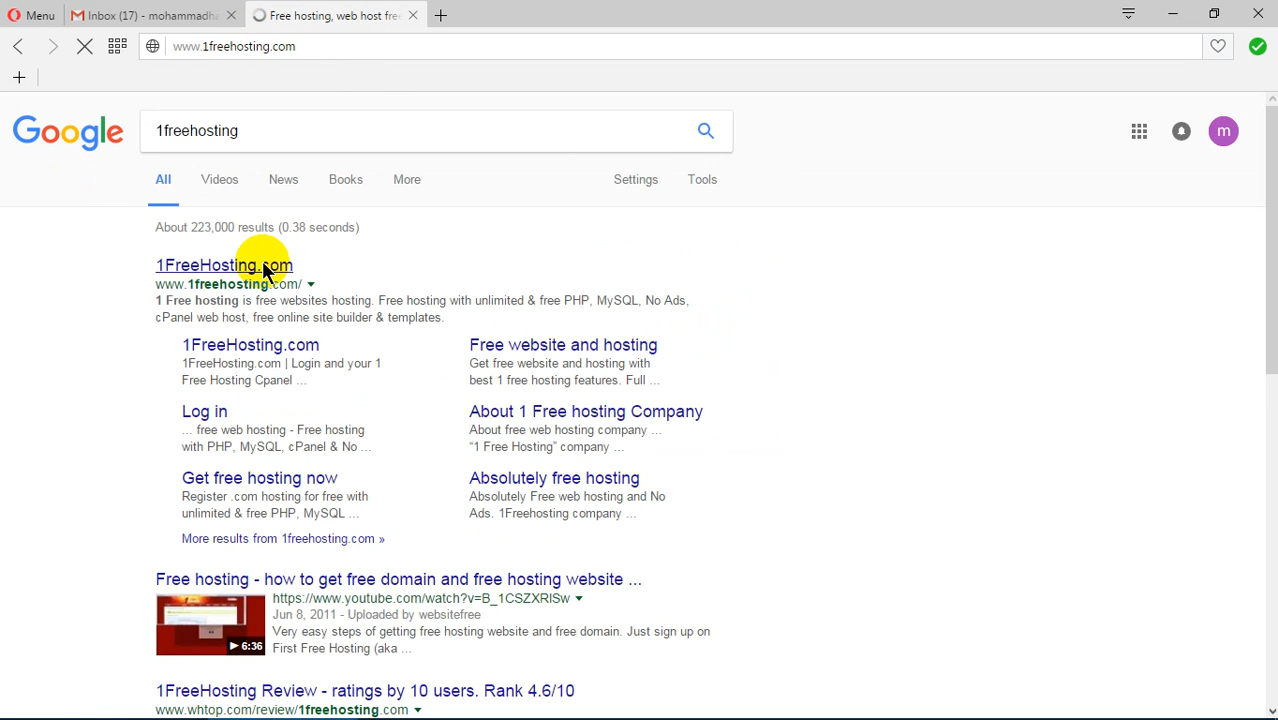 Menu
Inbox (17) - mohammadha
Free hosting, web host free
www.1freehosting.com
Google
1freehosting
m
All
Videos
News
Books
More
Settings
Tools
About 223,000 results (0.38 seconds)
1FreeHosting.com
www.1freehosting.com/
1 Free hosting is free websites hosting. Free hosting with unlimited & free PHP, MySQL, No Ads,
cPanel web host, free online site builder & templates.
1FreeHosting.com
1FreeHosting.com | Login and your 1
Free Hosting Cpanel ...
Free website and hosting
Get free website and hosting with
best 1 free hosting features. Full ...
Log in
... free web hosting - Free hosting
with PHP, MySQL, cPanel & No ...
About 1 Free hosting Company
About free web hosting company ...
“1 Free Hosting” company ...
Get free hosting now
Register .com hosting for free with
unlimited & free PHP, MySQL ...
Absolutely free hosting
Absolutely Free web hosting and No
Ads. 1Freehosting company ...
More results from 1freehosting.com »
Free hosting - how to get free domain and free hosting website ...
https://www.youtube.com/watch?v=B_1CSZXRISw
Jun 8, 2011 - Uploaded by websitefree
Very easy steps of getting free hosting website and free domain. Just sign up on
First Free Hosting (aka ...
6:36
1FreeHosting Review - ratings by 10 users. Rank 4.6/10
www.whtop.com/review/1freehosting.com